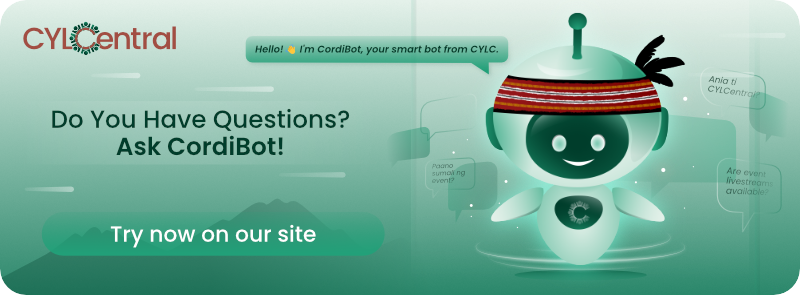 CYLCentral
Hello! 👋 I'm CordiBot, your smart bot from CYLC.
Do You Have Questions?
Ask CordiBot!
Try now on our site
Ania ti
CYLCentral?
Paano
sumali ng
event?
Are event
livestreams
available?
C